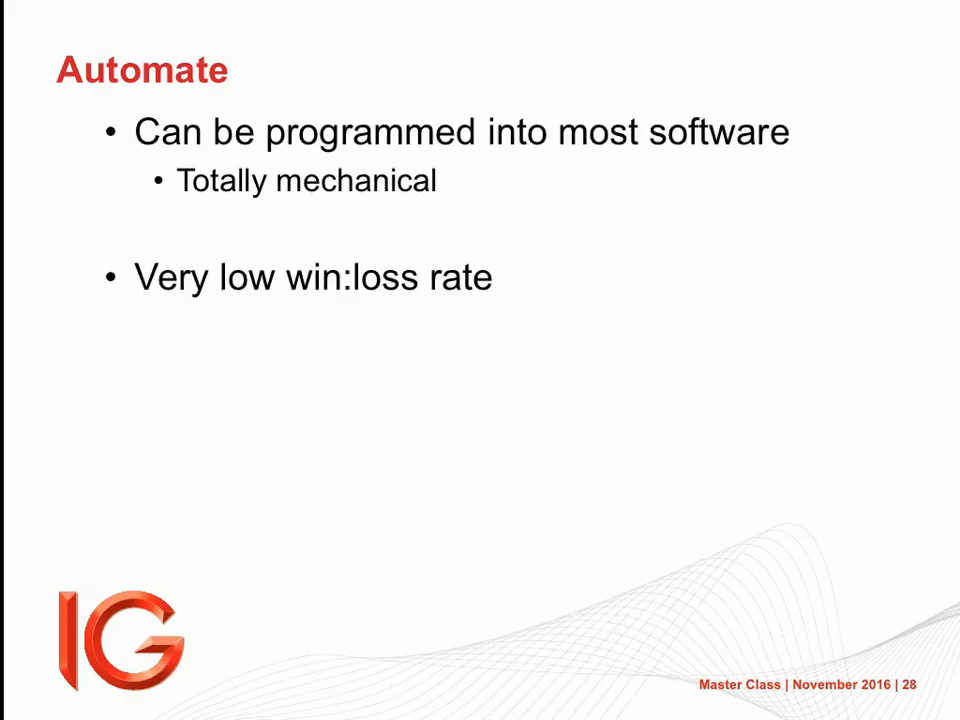 Automate
• Can be programmed into most software
• Totally mechanical
• Very low win:loss rate
IG
Master Class | November 2016 | 28